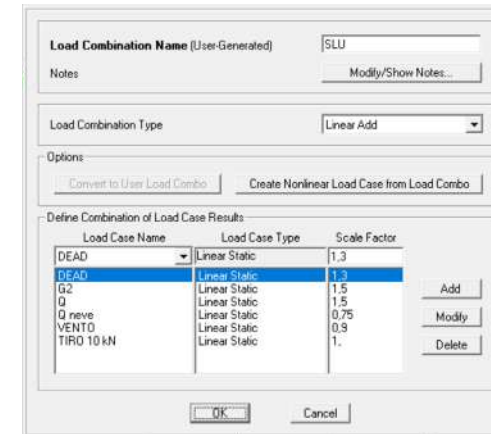 Load Combination Name (User-Generated) SLU
Notes Modify/Show Notes...
Load Combination Type Linear Add
Options
Convert to User Load Combo Create Nonlinear Load Case from Load Combo
Define Combination of Load Case Results
Load Case Name Load Case Type Scale Factor
DEAD Linear Static 1,3
DEAD Linear Static 1,3
G2 Linear Static 1,5
Q Linear Static 1,5
Q neve Linear Static 0,75
VENTO Linear Static 0,9
TIRO 10 kN Linear Static 1,
Add
Modify
Delete
OK Cancel